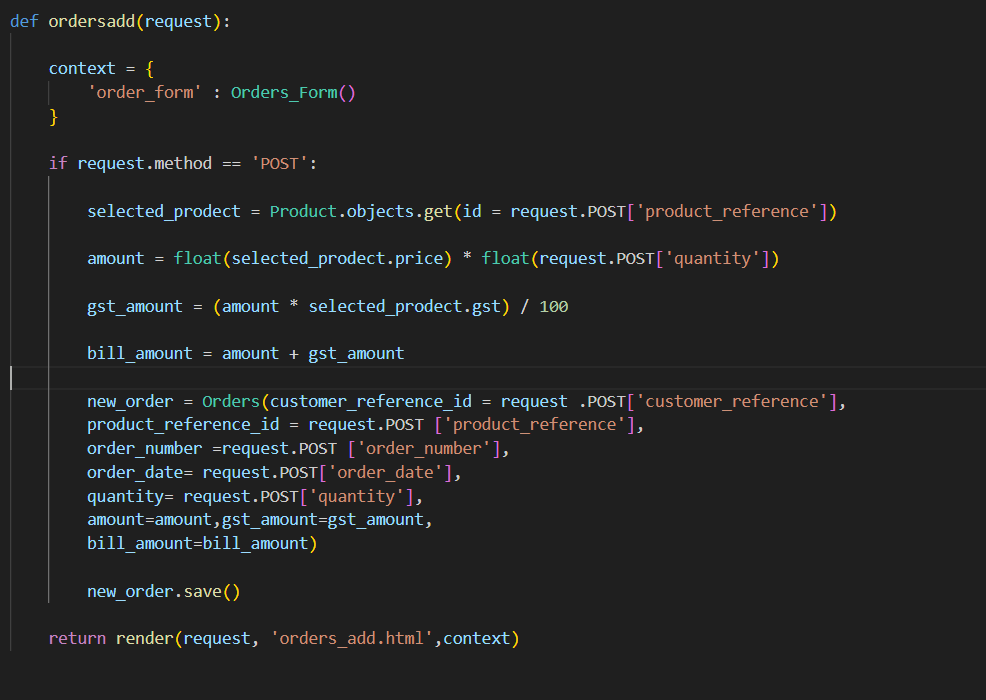 def ordersadd(request):
context = {
'order_form' : Orders_Form()
}
if request.method == 'POST':
selected_prodect = Product.objects.get(id = request.POST['product_reference'])
amount = float(selected_prodect.price) * float(request.POST['quantity'])
gst_amount = (amount * selected_prodect.gst) / 100
bill_amount = amount + gst_amount
new_order = Orders(customer_reference_id = request .POST['customer_reference'],
product_reference_id = request.POST ['product_reference'],
order_number =request.POST ['order_number'],
order_date= request.POST['order_date'],
quantity= request.POST['quantity'],
amount=amount,gst_amount=gst_amount,
bill_amount=bill_amount)
new_order.save()
return render(request, 'orders_add.html',context)